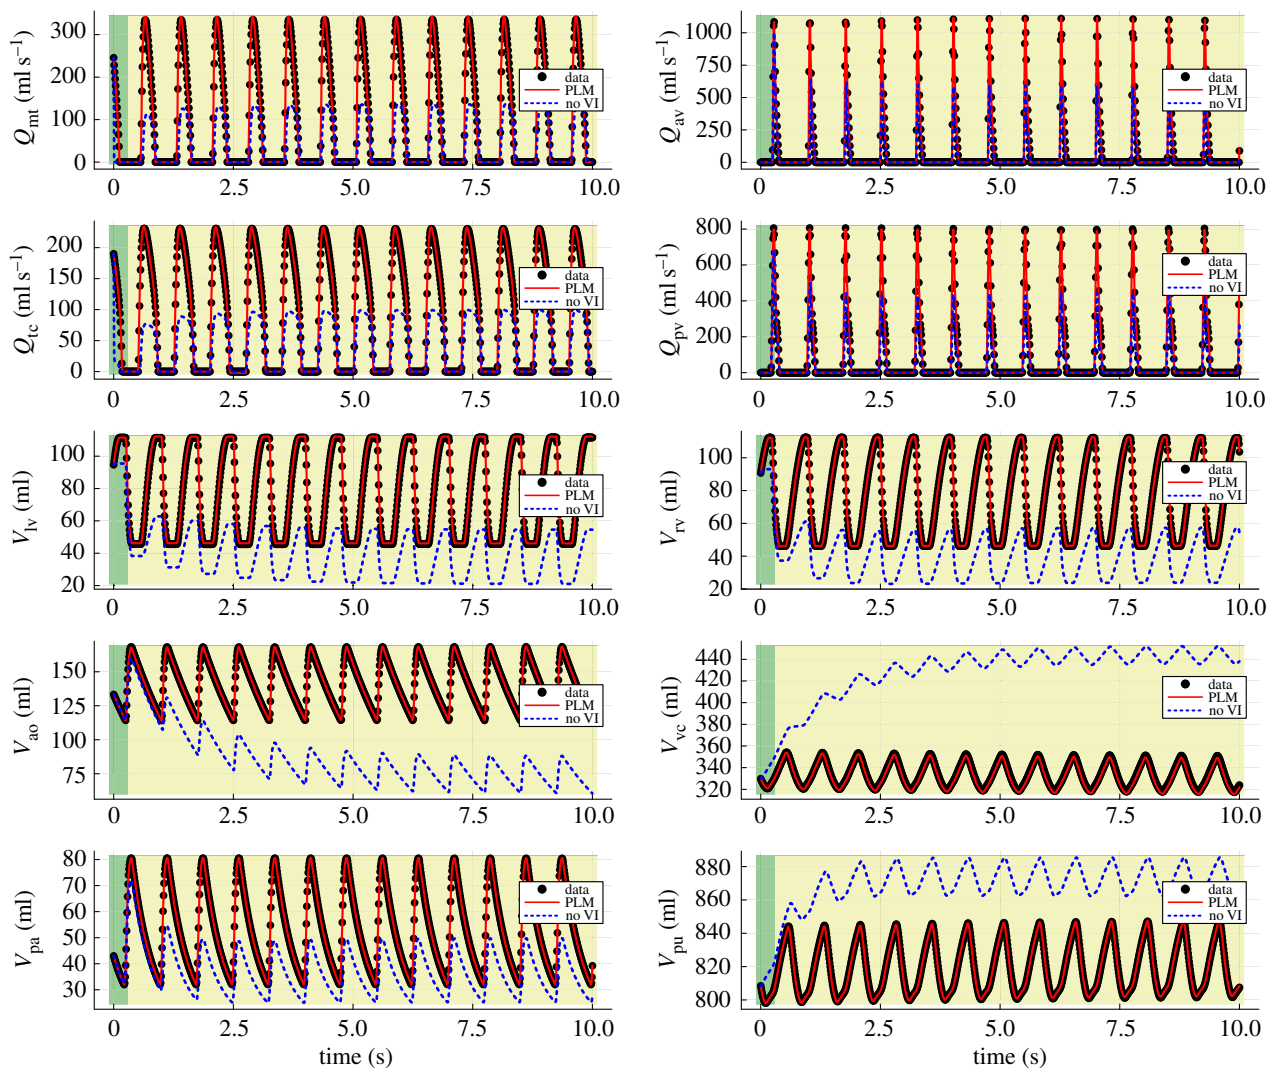 300
200
100
0
Q_mt (ml s⁻¹)
data
PLM
no VI
0 2.5 5.0 7.5 10.0
1000
750
500
250
0
Q_av (ml s⁻¹)
data
PLM
no VI
0 2.5 5.0 7.5 10.0
200
150
100
50
0
Q_tc (ml s⁻¹)
data
PLM
no VI
0 2.5 5.0 7.5 10.0
800
600
400
200
0
Q_pv (ml s⁻¹)
data
PLM
no VI
0 2.5 5.0 7.5 10.0
100
80
60
40
20
V_lv (ml)
data
PLM
no VI
0 2.5 5.0 7.5 10.0
100
80
60
40
20
V_rv (ml)
data
PLM
no VI
0 2.5 5.0 7.5 10.0
150
125
100
75
V_ao (ml)
data
PLM
no VI
0 2.5 5.0 7.5 10.0
440
420
400
380
360
340
320
V_vc (ml)
data
PLM
no VI
0 2.5 5.0 7.5 10.0
80
70
60
50
40
30
V_pa (ml)
data
PLM
no VI
0 2.5 5.0 7.5 10.0
time (s)
880
860
840
820
800
V_pu (ml)
data
PLM
no VI
0 2.5 5.0 7.5 10.0
time (s)